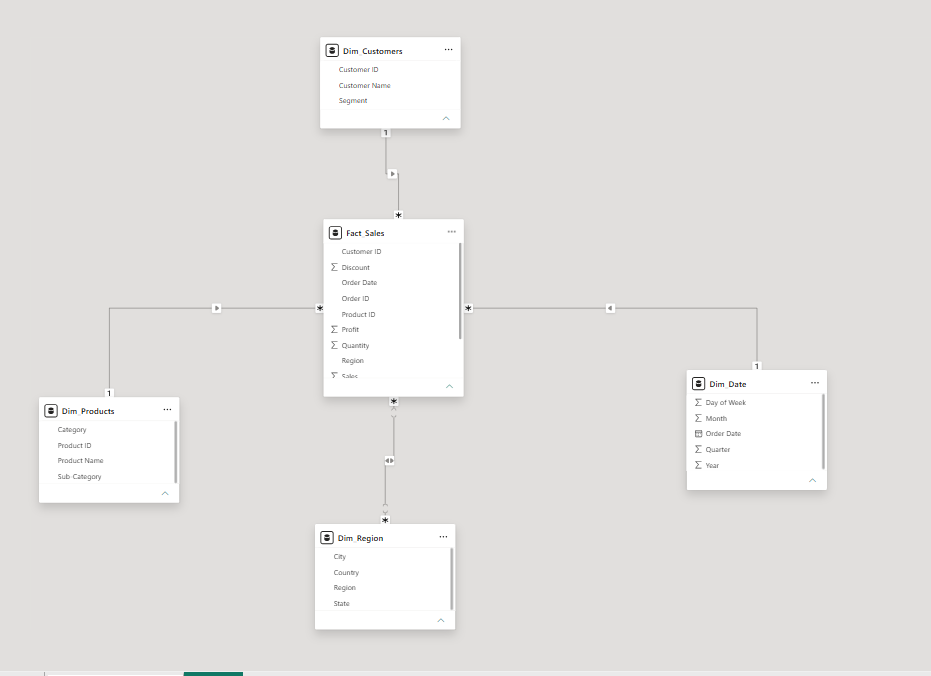 Dim_Customers
Customer ID
Customer Name
Segment
1
*
Fact_Sales
Customer ID
Discount
Order Date
Order ID
Product ID
Profit
Quantity
Region
Sales
*
*
*
1
1
Dim_Products
Category
Product ID
Product Name
Sub-Category
Dim_Date
Day of Week
Month
Order Date
Quarter
Year
*
Dim_Region
City
Country
Region
State